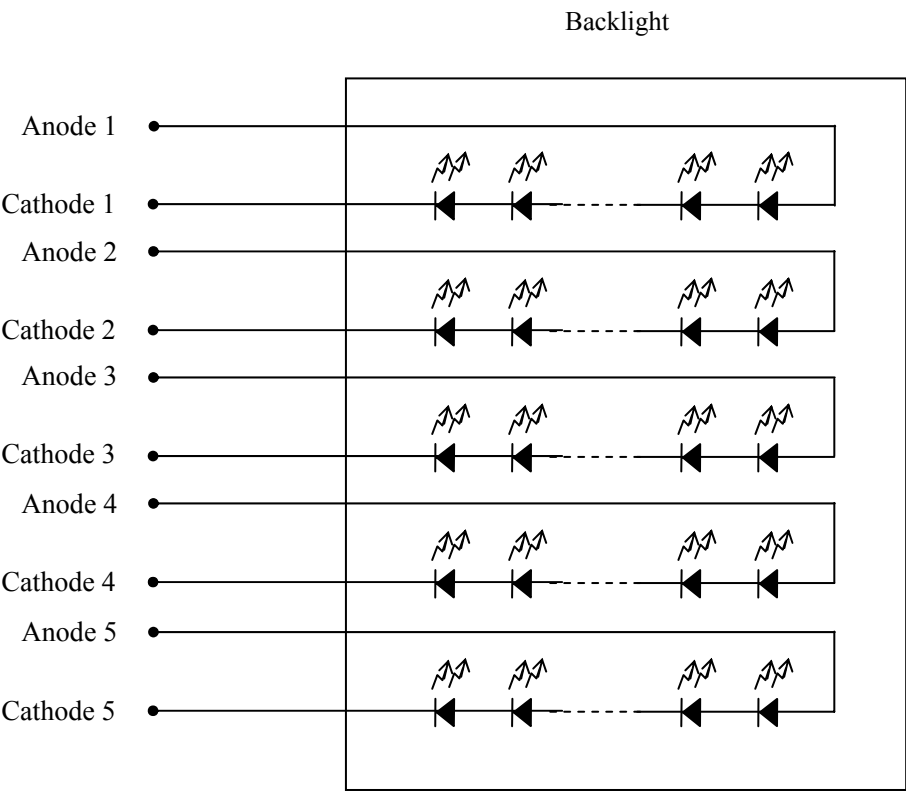 Backlight
Anode 1
Cathode 1
Anode 2
Cathode 2
Anode 3
Cathode 3
Anode 4
Cathode 4
Anode 5
Cathode 5